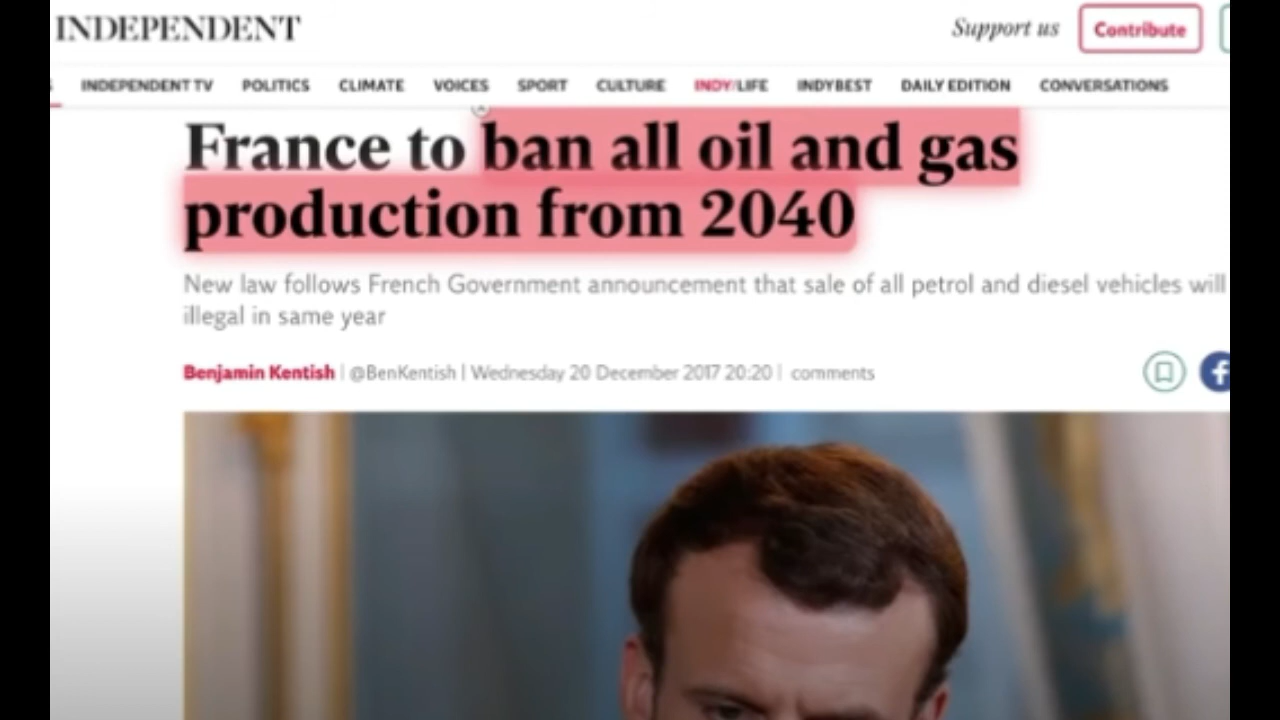 INDEPENDENT
Support us
Contribute
INDEPENDENT TV POLITICS CLIMATE VOICES SPORT CULTURE INDY/LIFE INDYBEST DAILY EDITION CONVERSATIONS
France to ban all oil and gas
production from 2040
New law follows French Government announcement that sale of all petrol and diesel vehicles will
illegal in same year
Benjamin Kentish | @BenKentish | Wednesday 20 December 2017 20:20 | comments